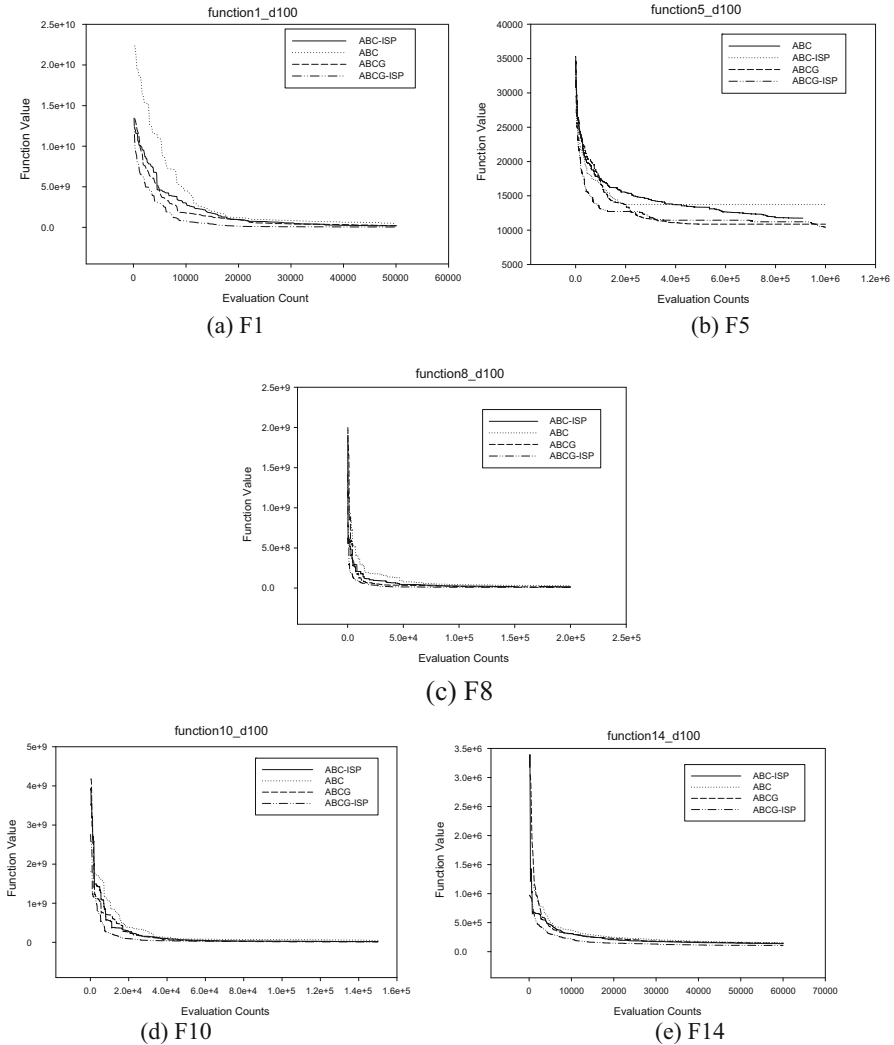 function1_d100
2.5e+10
2.0e+10
1.5e+10
1.0e+10
5.0e+9
0.0
Function Value
ABC-ISP
ABC
ABCG
ABCG-ISP
0 10000 20000 30000 40000 50000 60000
Evaluation Count
(a) F1
function5_d100
40000
35000
30000
25000
20000
15000
10000
5000
Function Value
ABC
ABC-ISP
ABCG
ABCG-ISP
0.0 2.0e+5 4.0e+5 6.0e+5 8.0e+5 1.0e+6 1.2e+6
Evaluation Counts
(b) F5
function8_d100
2.5e+9
2.0e+9
1.5e+9
1.0e+9
5.0e+8
0.0
Function Value
ABC-ISP
ABC
ABCG
ABCG-ISP
0.0 5.0e+4 1.0e+5 1.5e+5 2.0e+5 2.5e+5
Evaluation Counts
(c) F8
function10_d100
5e+9
4e+9
3e+9
2e+9
1e+9
0
Function Value
ABC-ISP
ABC
ABCG
ABCG-ISP
0.0 2.0e+4 4.0e+4 6.0e+4 8.0e+4 1.0e+5 1.2e+5 1.4e+5 1.6e+5
Evaluation Counts
(d) F10
function14_d100
3.5e+6
3.0e+6
2.5e+6
2.0e+6
1.5e+6
1.0e+6
5.0e+5
0.0
Function Value
ABC-ISP
ABC
ABCG
ABCG-ISP
0 10000 20000 30000 40000 50000 60000 70000
Evaluation Counts
(e) F14